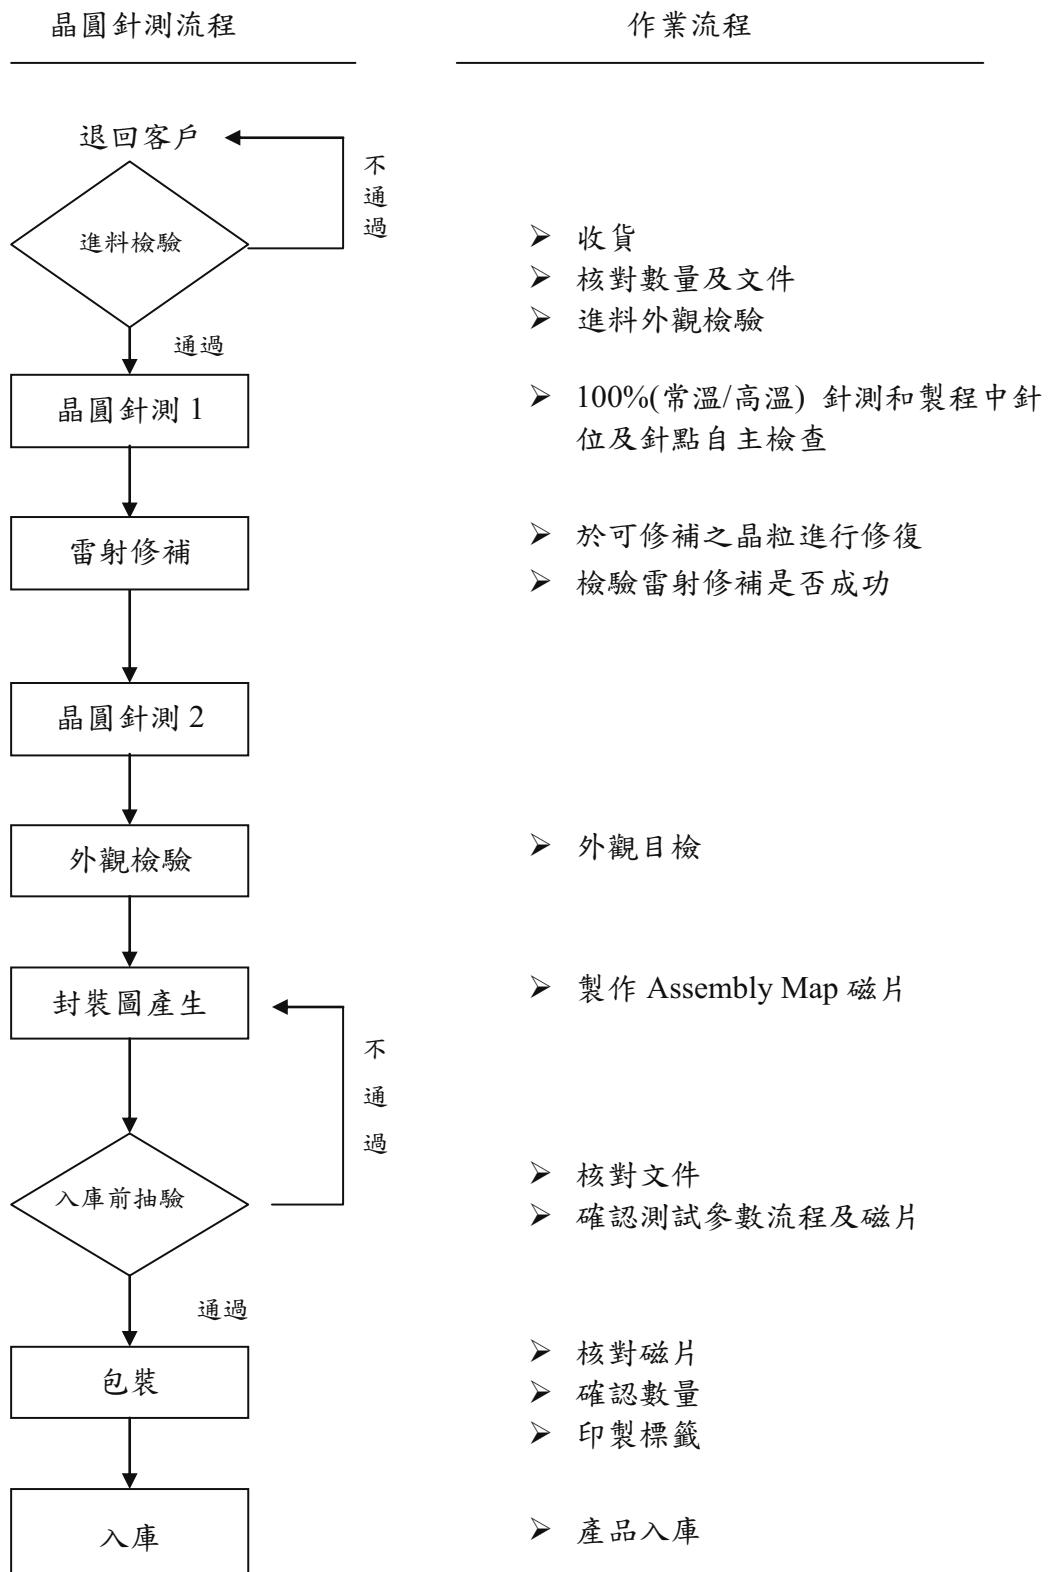 晶圓針測流程
作業流程
退回客戶
不通過
進料檢驗
➢ 收貨
➢ 核對數量及文件
➢ 進料外觀檢驗
通過
晶圓針測 1
➢ 100%(常溫/高溫) 針測和製程中針
位及針點自主檢查
雷射修補
➢ 於可修補之晶粒進行修復
➢ 檢驗雷射修補是否成功
晶圓針測 2
外觀檢驗
➢ 外觀目檢
封裝圖產生
➢ 製作 Assembly Map 磁片
不通過
入庫前抽驗
➢ 核對文件
➢ 確認測試參數流程及磁片
通過
包裝
➢ 核對磁片
➢ 確認數量
➢ 印製標籤
入庫
➢ 產品入庫